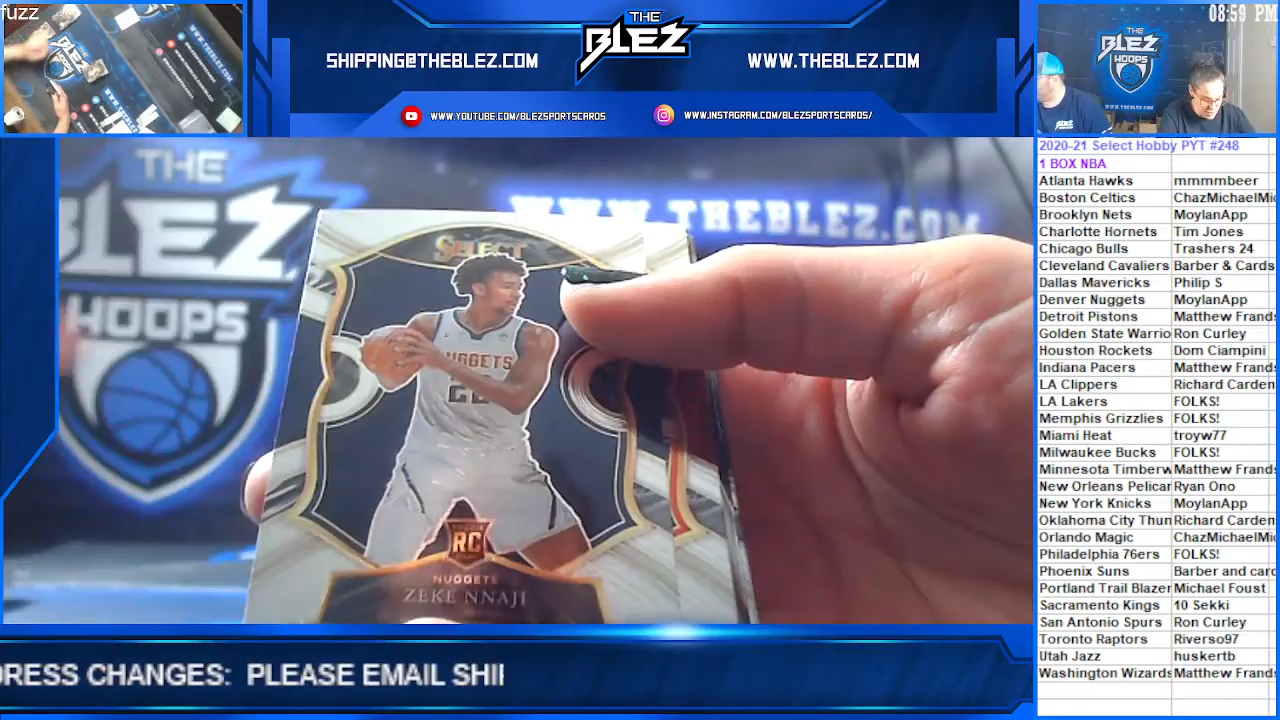 fuzz
SHIPPING@THEBLEZ.COM
THE
BLEZ
WWW.THEBLEZ.COM
WWW.YOUTUBE.COM/BLEZSPORTSCARDS
WWW.INSTAGRAM.COM/BLEZSPORTSCARDS/
08:59 PM
THE
BLEZ
HOOPS
2020-21 Select Hobby PYT #248
1 BOX NBA
Atlanta Hawks mmmmbeer
Boston Celtics ChazMichaelMic
Brooklyn Nets MoylanApp
Charlotte Hornets Tim Jones
Chicago Bulls Trashers 24
Cleveland Cavaliers Barber & Cards
Dallas Mavericks Philip S
Denver Nuggets MoylanApp
Detroit Pistons Matthew Frands
Golden State Warrio Ron Curley
Houston Rockets Dom Ciampini
Indiana Pacers Matthew Frands
LA Clippers Richard Carden
LA Lakers FOLKS!
Memphis Grizzlies FOLKS!
Miami Heat troyw77
Milwaukee Bucks FOLKS!
Minnesota Timberw Matthew Frands
New Orleans Pelicar Ryan Ono
New York Knicks MoylanApp
Oklahoma City Thun Richard Carden
Orlando Magic ChazMichaelMic
Philadelphia 76ers FOLKS!
Phoenix Suns Barber and card
Portland Trail Blazer Michael Foust
Sacramento Kings 10 Sekki
San Antonio Spurs Ron Curley
Toronto Raptors Riverso97
Utah Jazz huskertb
Washington Wizards Matthew Frands
THE
BLEZ
HOOPS
WWW.THEBLEZ.COM
SELECT
NUGGETS
22
RC
NUGGETS
ZEKE NNAJI
DRESS CHANGES: PLEASE EMAIL SHI